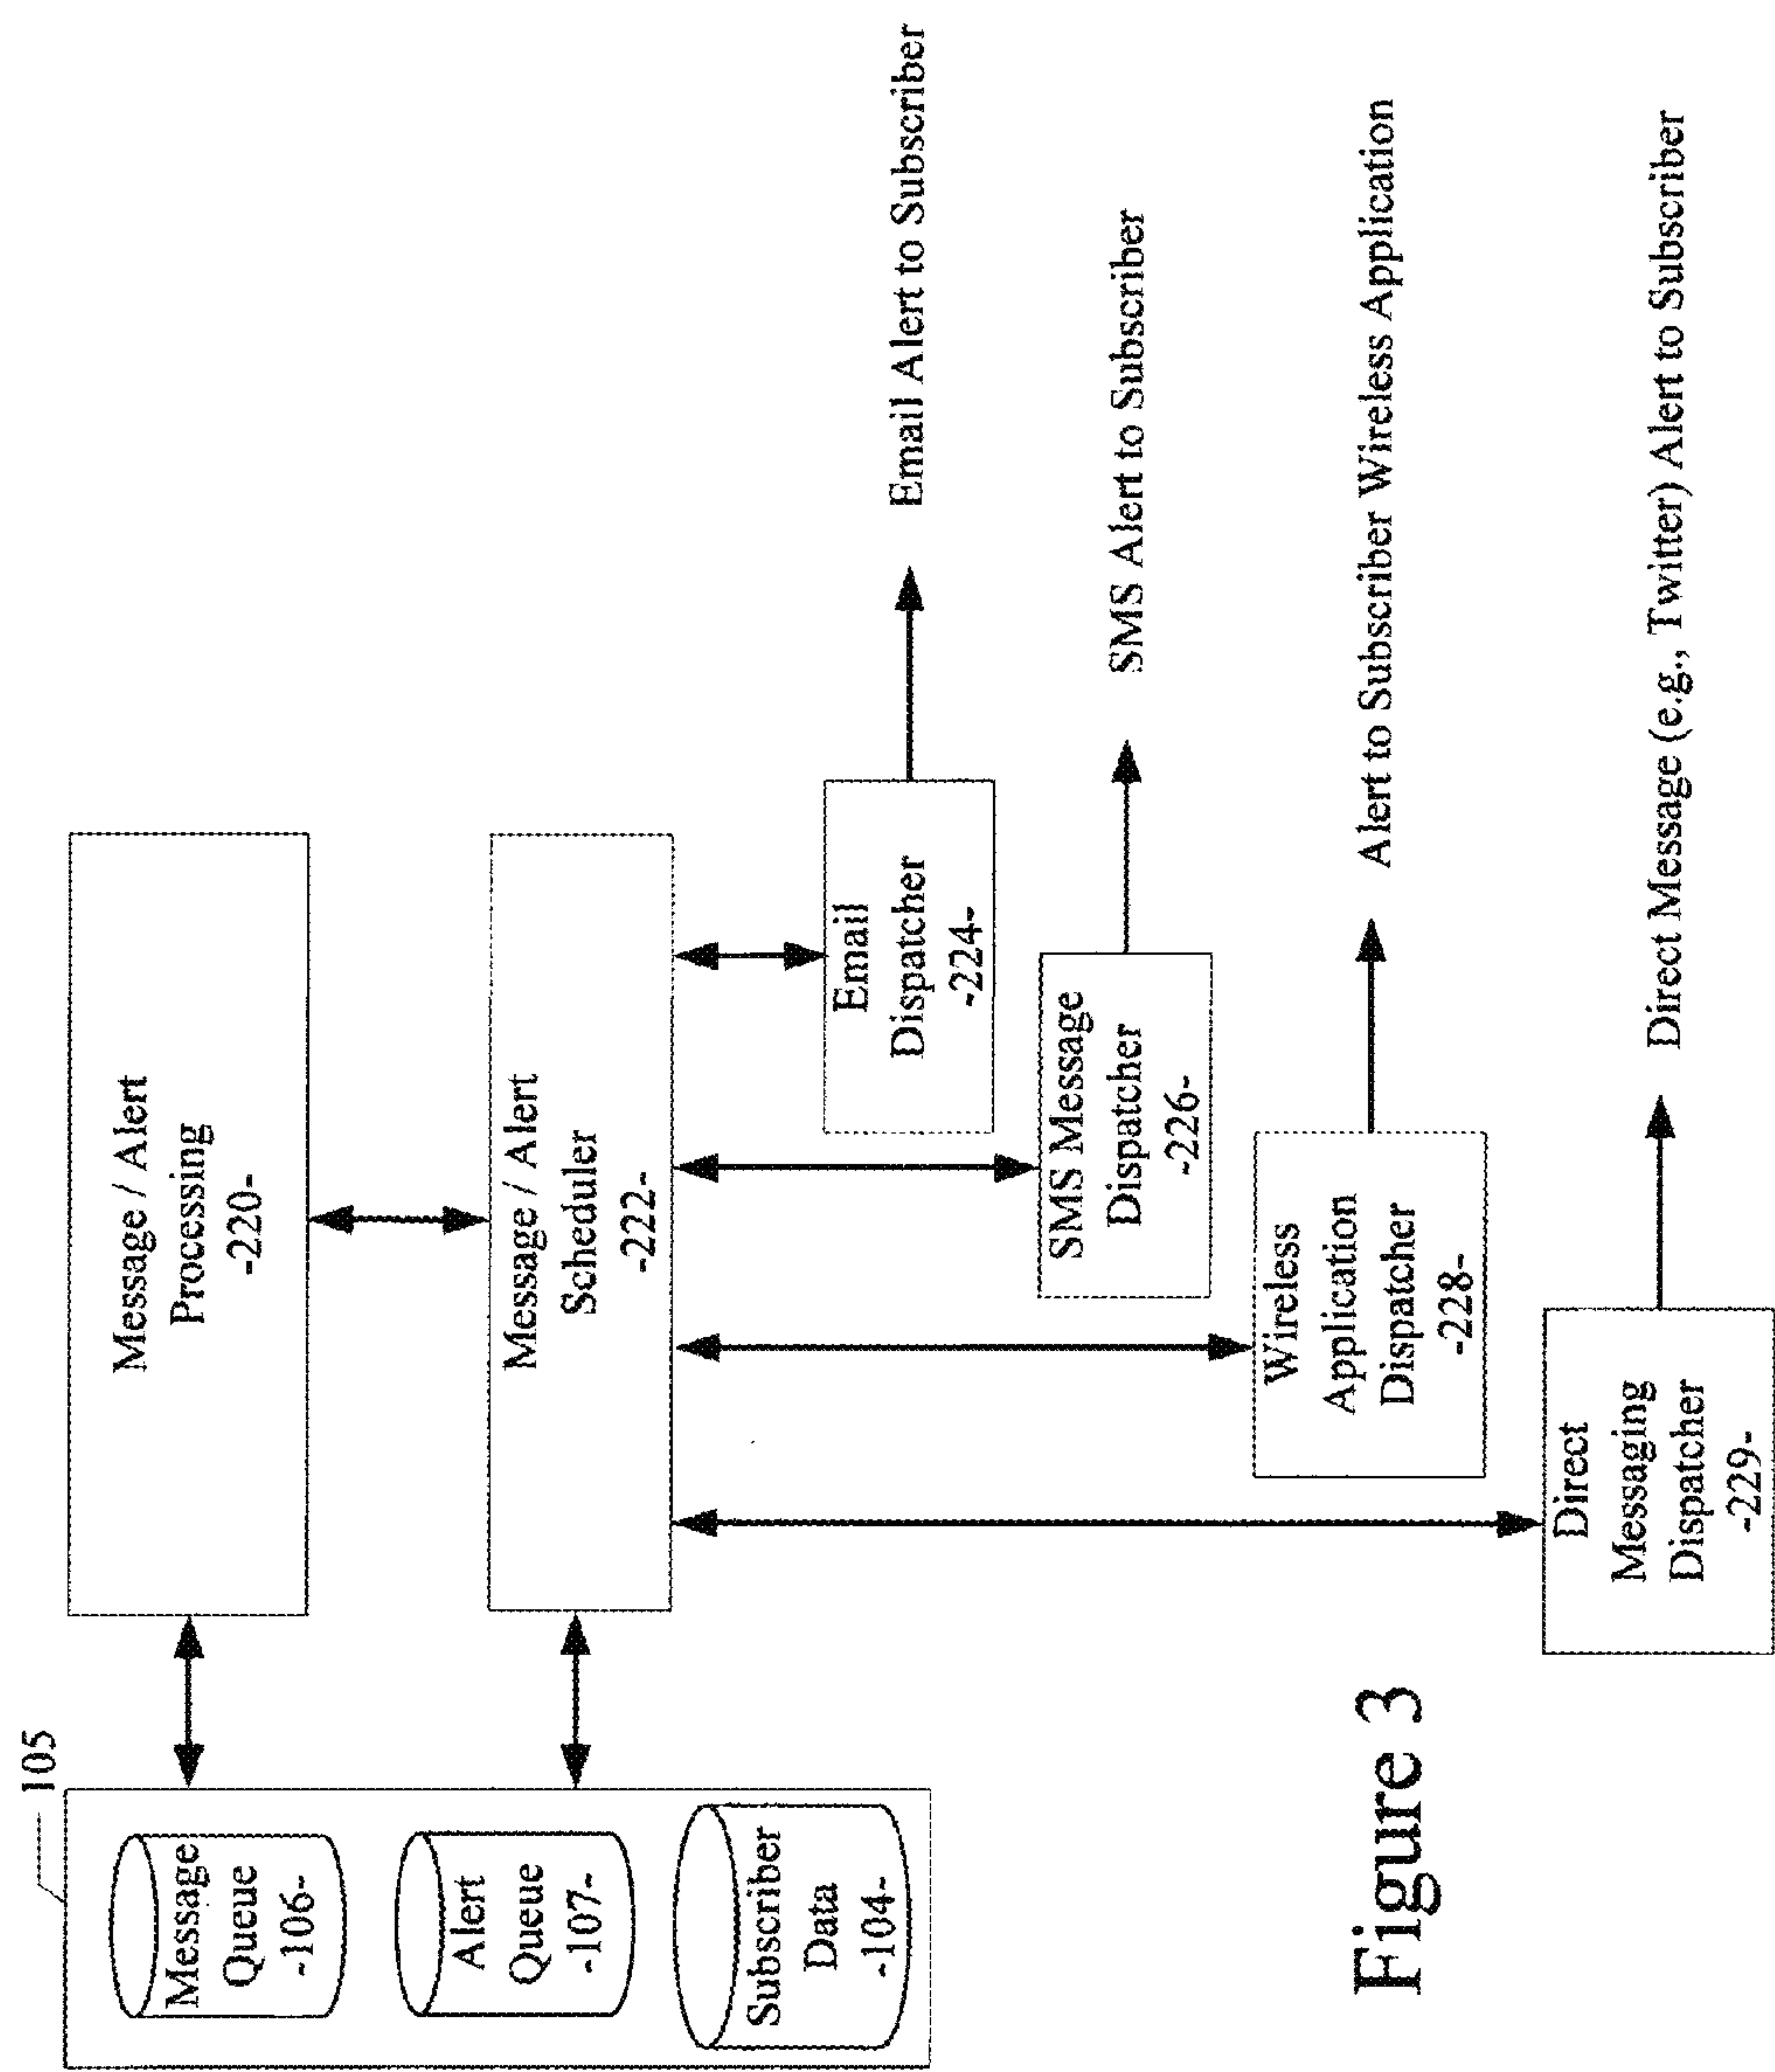 105
Message
Queue
-106-
Alert
Queue
-107-
Subscriber
Data
-104-
Message / Alert
Processing
-220-
Message / Alert
Scheduler
-222-
Email
Dispatcher
-224-
Email Alert to Subscriber
SMS Message
Dispatcher
-226-
SMS Alert to Subscriber
Wireless
Application
Dispatcher
-228-
Alert to Subscriber Wireless Application
Direct
Messaging
Dispatcher
-229-
Direct Message (e.g., Twitter) Alert to Subscriber
Figure 3